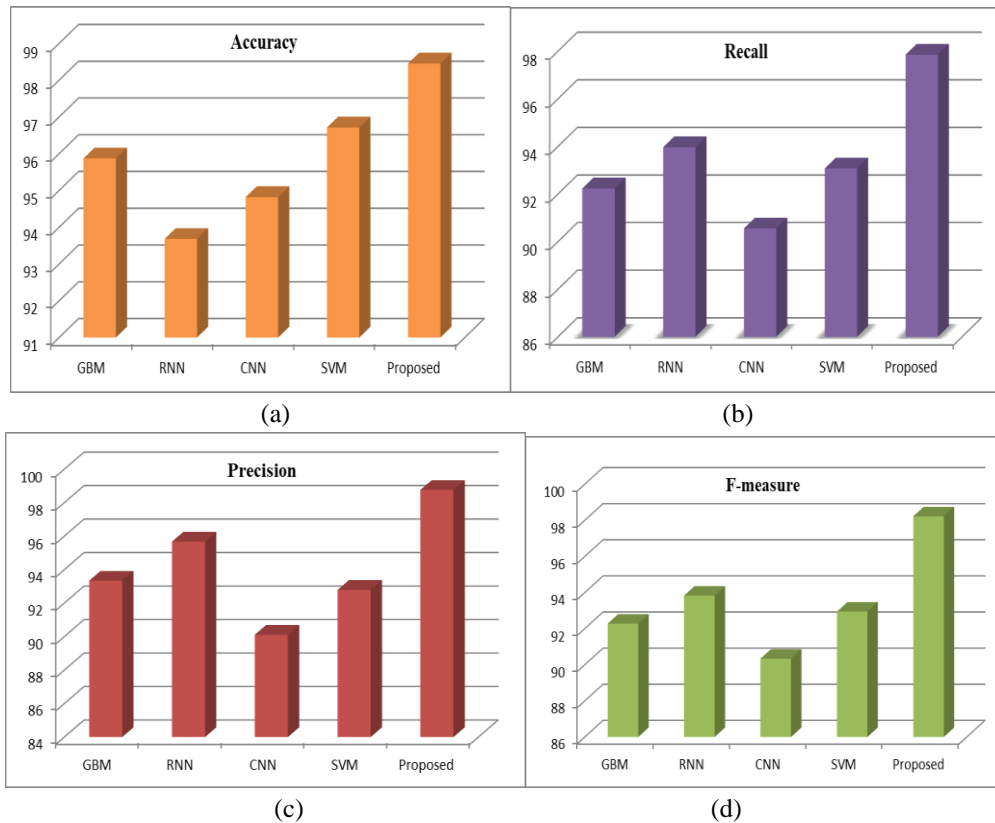 Accuracy
99
98
97
96
95
94
93
92
91
GBM RNN CNN SVM Proposed
(a)
Recall
98
96
94
92
90
88
86
GBM RNN CNN SVM Proposed
(b)
Precision
100
98
96
94
92
90
88
86
84
GBM RNN CNN SVM Proposed
(c)
F-measure
100
98
96
94
92
90
88
86
GBM RNN CNN SVM Proposed
(d)